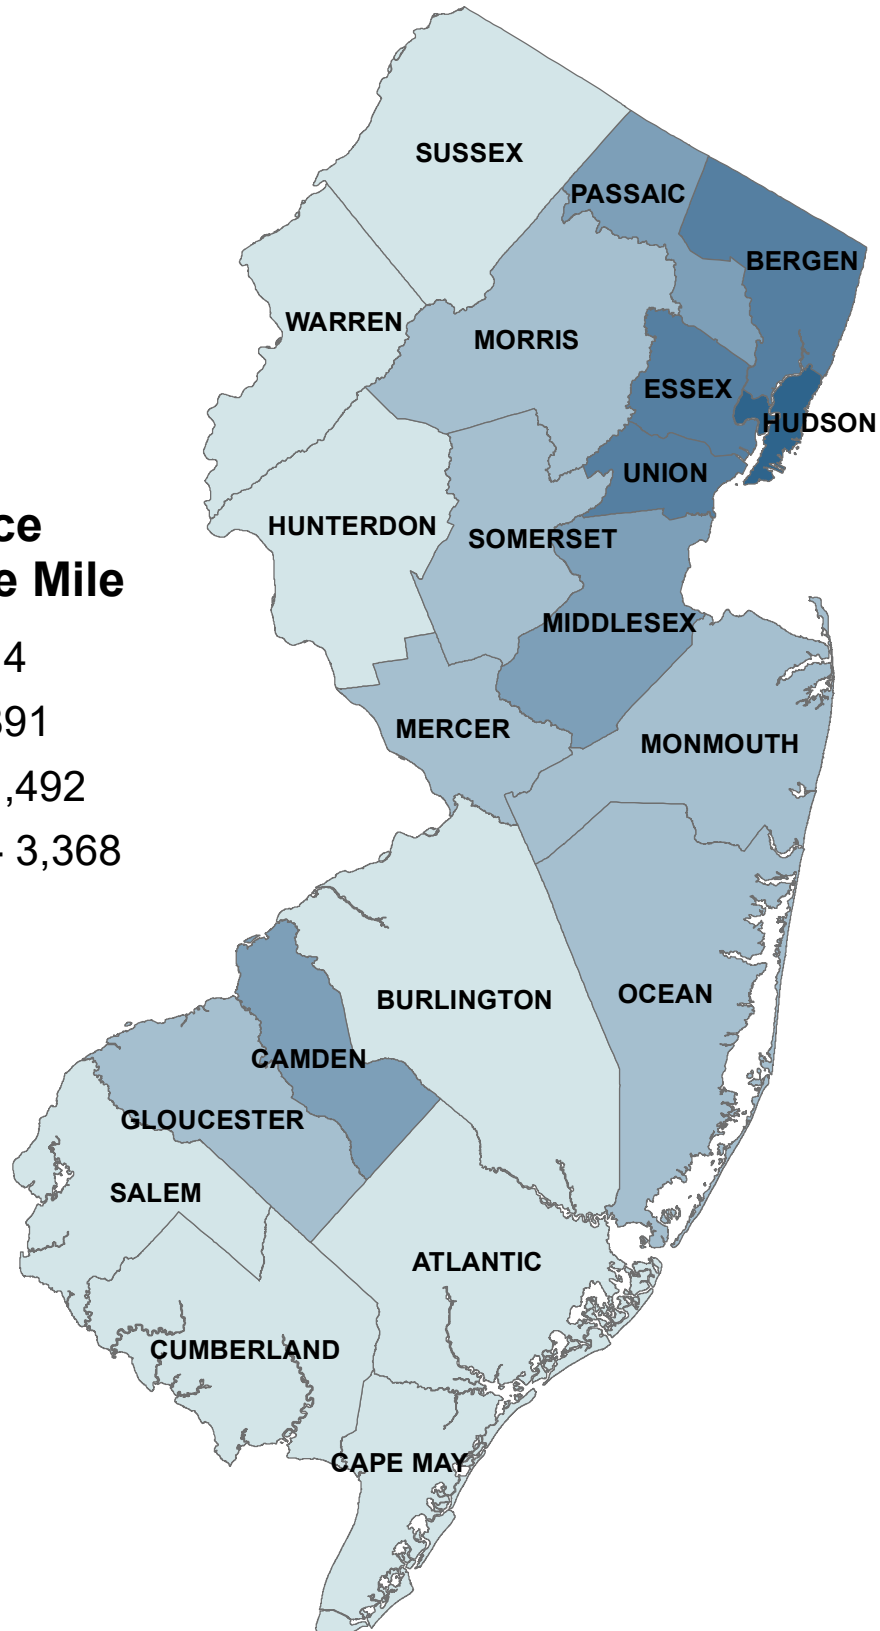 SUSSEX
PASSAIC
BERGEN
WARREN
MORRIS
ESSEX
HUDSON
UNION
HUNTERDON
SOMERSET
ce
e Mile
4
391
,492
- 3,368
MIDDLESEX
MERCER
MONMOUTH
BURLINGTON
OCEAN
CAMDEN
GLOUCESTER
SALEM
ATLANTIC
CUMBERLAND
CAPE MAY